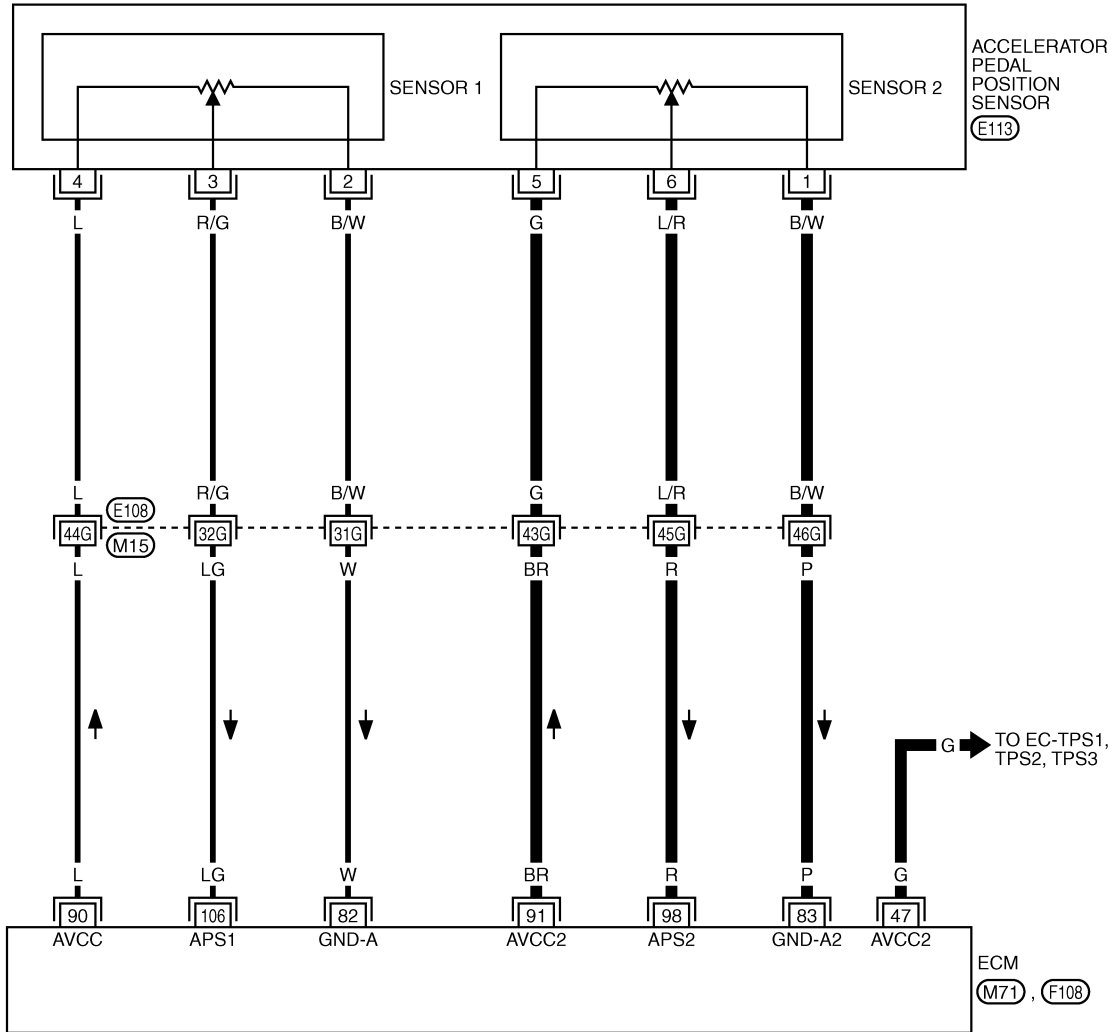 ACCELERATOR
PEDAL
POSITION
SENSOR
E113
SENSOR 1
SENSOR 2
4 3 2 5 6 1
L R/G B/W G L/R B/W
L R/G B/W G L/R B/W
E108
44G 32G 31G 43G 45G 46G
M15
L LG W BR R P
G TO EC-TPS1,
TPS2, TPS3
L LG W BR R P G
90 106 82 91 98 83 47
AVCC APS1 GND-A AVCC2 APS2 GND-A2 AVCC2
ECM
M71 , F108